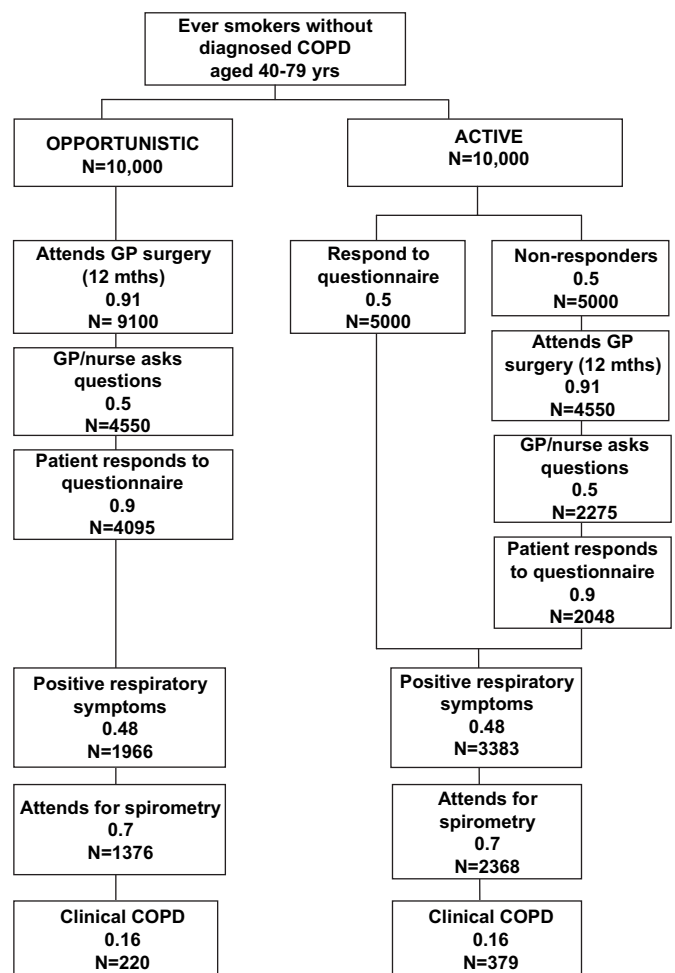 Ever smokers without
diagnosed COPD
aged 40-79 yrs
OPPORTUNISTIC
N=10,000
ACTIVE
N=10,000
Attends GP surgery
(12 mths)
0.91
N= 9100
GP/nurse asks
questions
0.5
N=4550
Patient responds to
questionnaire
0.9
N=4095
Positive respiratory
symptoms
0.48
N=1966
Attends for spirometry
0.7
N=1376
Clinical COPD
0.16
N=220
Respond to
questionnaire
0.5
N=5000
Non-responders
0.5
N=5000
Attends GP
surgery (12 mths)
0.91
N=4550
GP/nurse asks
questions
0.5
N=2275
Patient responds
to questionnaire
0.9
N=2048
Positive respiratory
symptoms
0.48
N=3383
Attends for
spirometry
0.7
N=2368
Clinical COPD
0.16
N=379